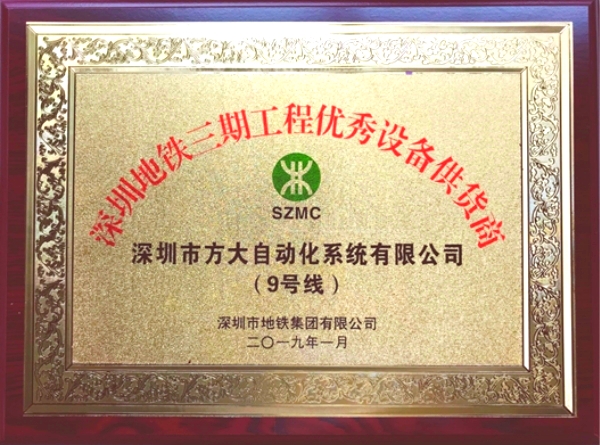 深圳地铁三期工程优秀设备供货商
SZMC
深圳市方大自动化系统有限公司
（9号线）
深圳市地铁集团有限公司
二〇一九年一月